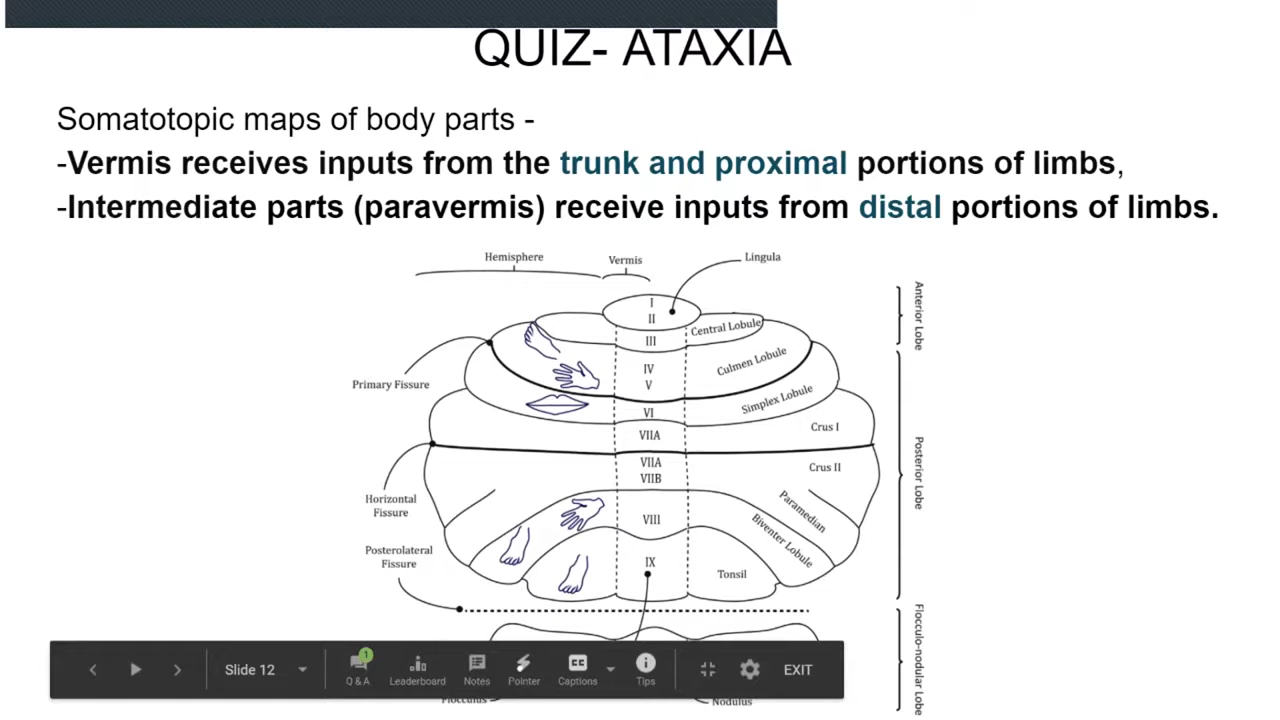 QUIZ- ATAXIA
Somatotopic maps of body parts -
-Vermis receives inputs from the trunk and proximal portions of limbs,
-Intermediate parts (paravermis) receive inputs from distal portions of limbs.
Hemisphere
Vermis
Lingula
I
II
III
Central Lobule
IV
V
Culmen Lobule
Primary Fissure
VI
Simplex Lobule
VIIA
Crus I
VIIA
VIIB
Crus II
Horizontal
Fissure
VIII
Paramedian
Biventer Lobule
Posterolateral
Fissure
IX
Tonsil
Anterior Lobe
Posterior Lobe
Flocculo-nodular Lobe
Slide 12
1
Q & A
Leaderboard
Notes
Pointer
CC
Captions
Tips
EXIT
Flocculus
Nodulus